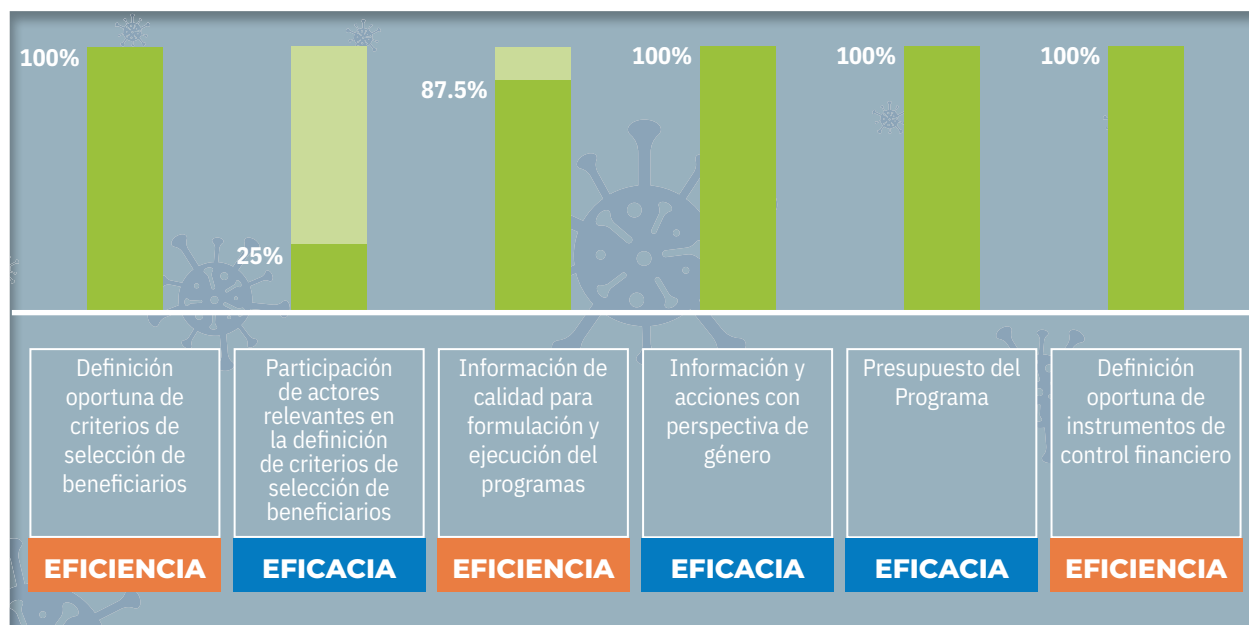 100%
25%
87.5%
100%
100%
100%
Definición
oportuna de
criterios de
selección de
beneficiarios
EFICIENCIA
Participación
de actores
relevantes en
la definición
de criterios de
selección de
beneficiarios
EFICACIA
Información de
calidad para
formulación y
ejecución del
programas
EFICIENCIA
Información y
acciones con
perspectiva de
género
EFICACIA
Presupuesto del
Programa
EFICACIA
Definición
oportuna de
instrumentos de
control financiero
EFICIENCIA